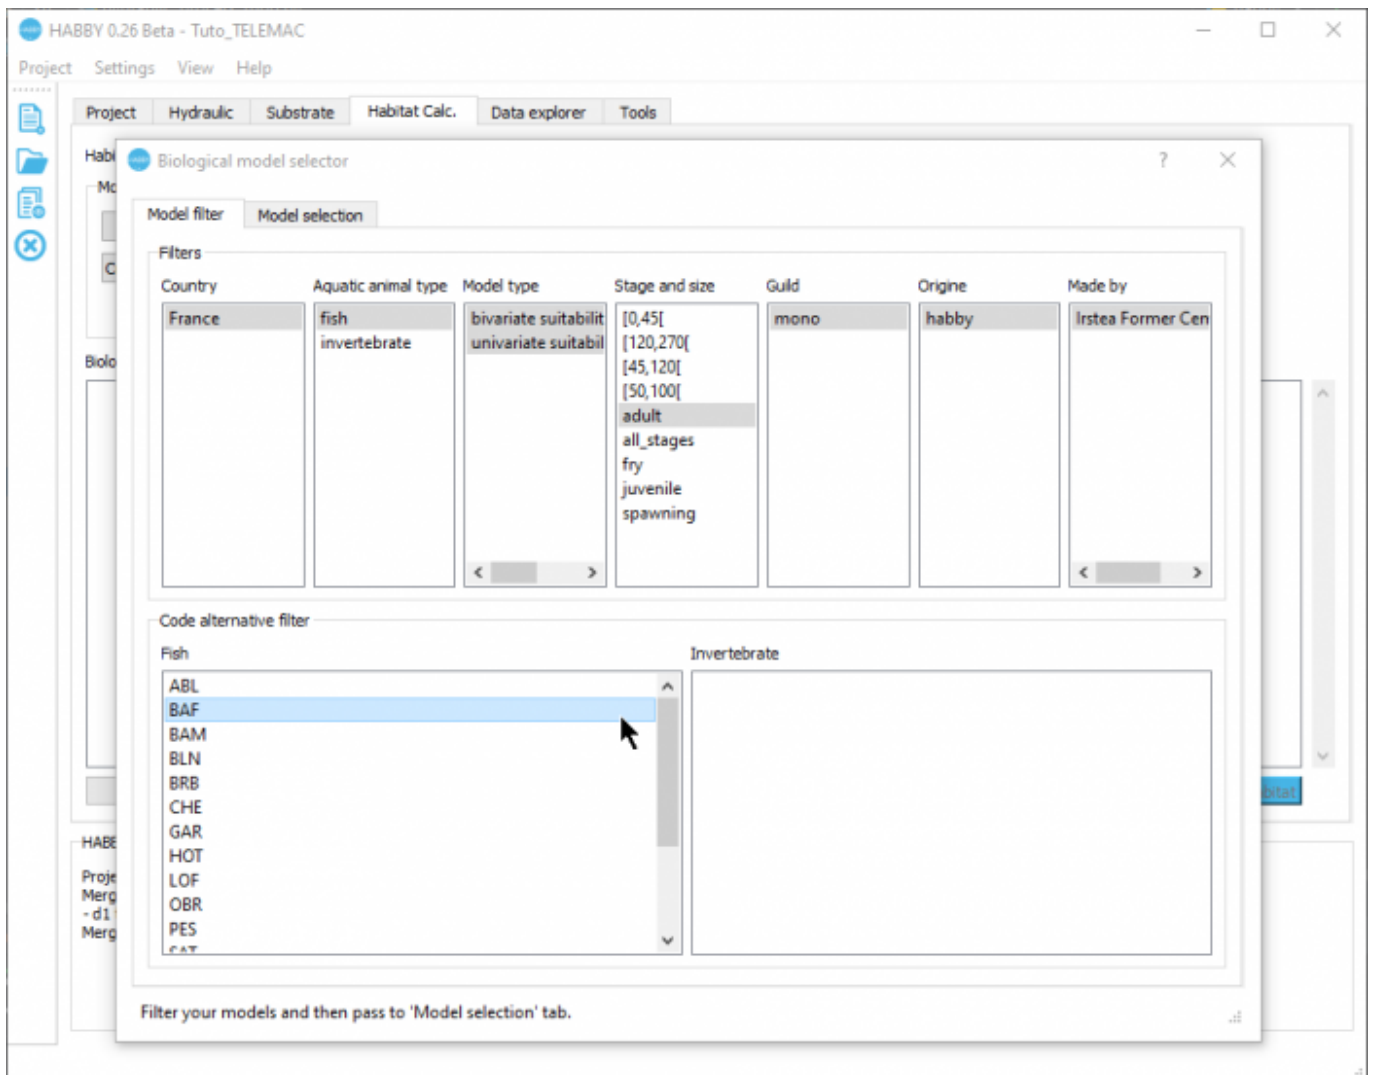 HABBY 0.26 Beta - Tuto_TELEMAC
Project Settings View Help
Project Hydraulic Substrate Habitat Calc. Data explorer Tools
Biological model selector ?
Model filter Model selection
Filters
Country Aquatic animal type Model type Stage and size Guild Origine Made by
France fish bivariate suitabilit [0,45[ mono habby Irstea Former Cen
invertebrate univariate suitabil [120,270[
[45,120[
[50,100[
adult
all_stages
fry
juvenile
spawning
Code alternative filter
Fish Invertebrate
ABL
BAF
BAM
BLN
BRB
CHE
GAR
HOT
LOF
OBR
PES
Filter your models and then pass to 'Model selection' tab.